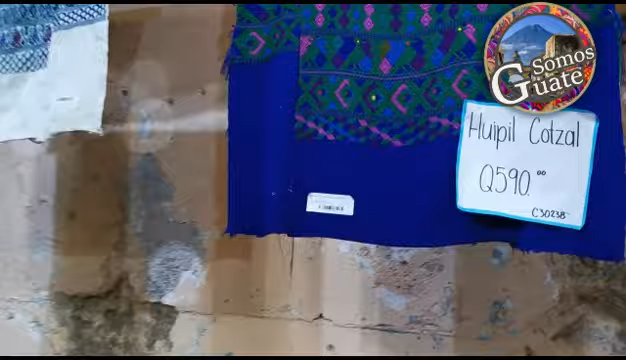 Somos
Guate
Huipil Cotzal
Q590.⁰⁰
C30238